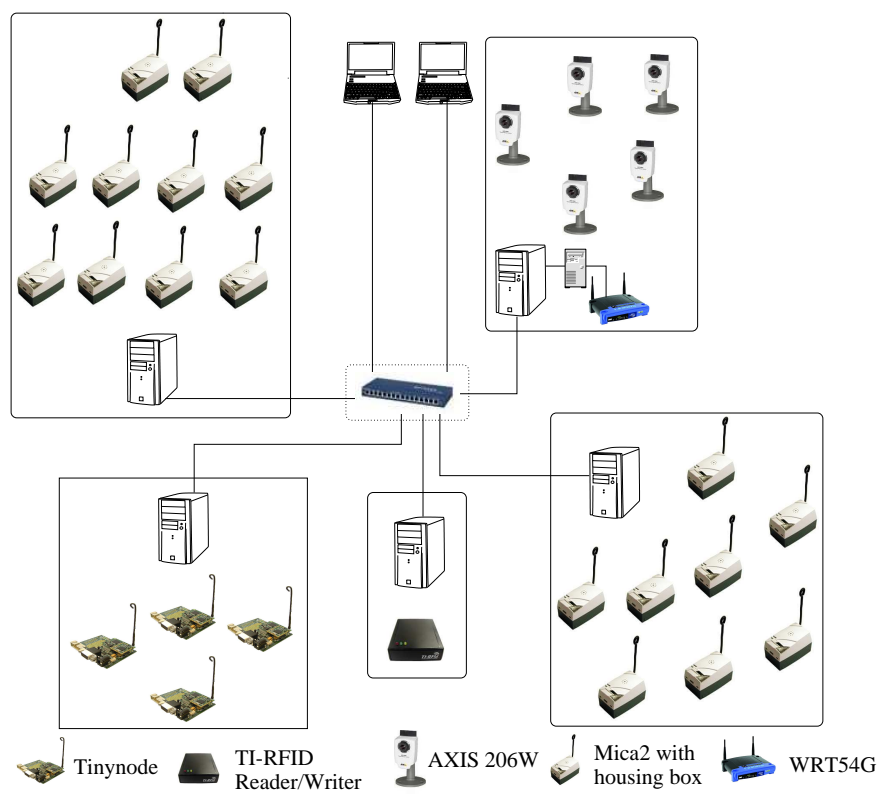 Tinynode
TI-RFID
Reader/Writer
AXIS 206W
Mica2 with
housing box
WRT54G